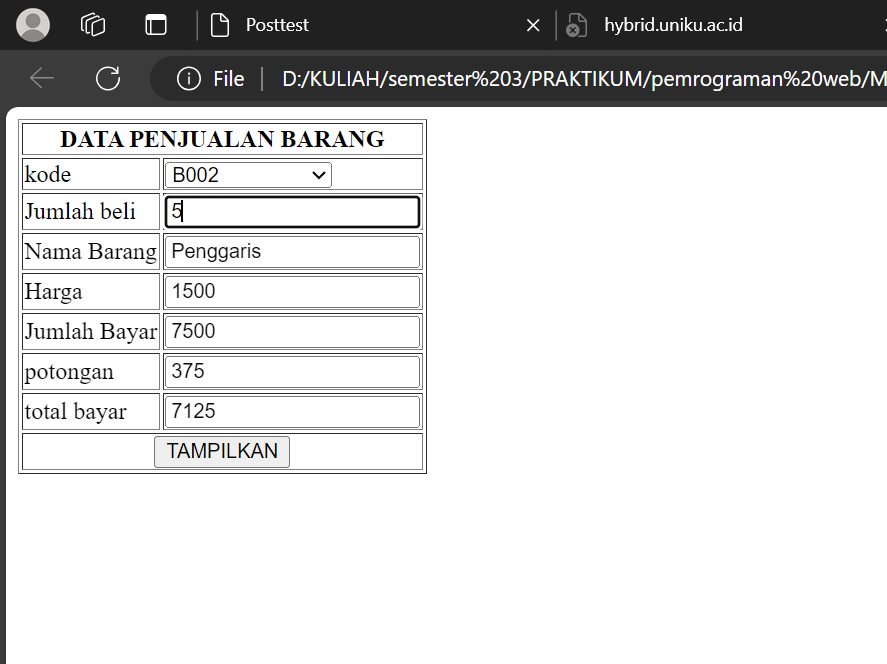 Posttest
hybrid.uniku.ac.id
File
D:/KULIAH/semester%203/PRAKTIKUM/pemrograman%20web/M
DATA PENJUALAN BARANG
kode B002
Jumlah beli 5
Nama Barang Penggaris
Harga 1500
Jumlah Bayar 7500
potongan 375
total bayar 7125
TAMPILKAN